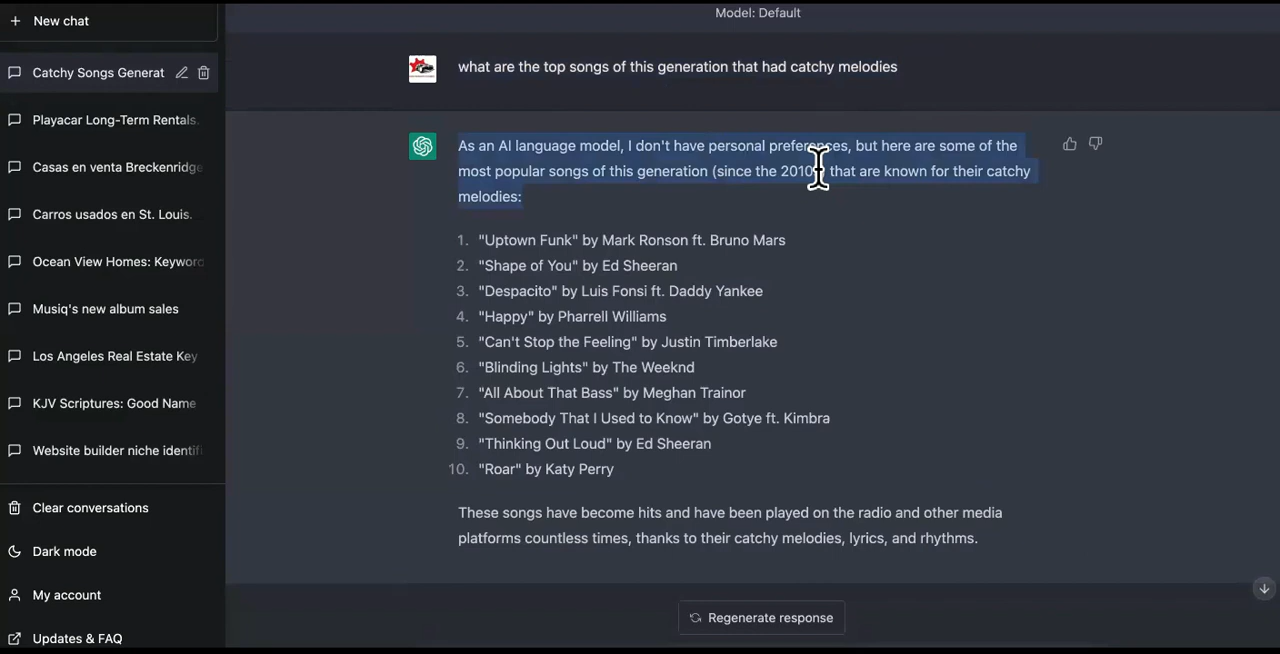 Model: Default
New chat
Catchy Songs Generat
Playacar Long-Term Rentals.
Casas en venta Breckenridge
Carros usados en St. Louis.
Ocean View Homes: Keyword
Musiq's new album sales
Los Angeles Real Estate Key
KJV Scriptures: Good Name
Website builder niche identifi
Clear conversations
Dark mode
My account
Updates & FAQ
what are the top songs of this generation that had catchy melodies
As an AI language model, I don't have personal preferences, but here are some of the
most popular songs of this generation (since the 2010 that are known for their catchy
melodies:
1. "Uptown Funk" by Mark Ronson ft. Bruno Mars
2. "Shape of You" by Ed Sheeran
3. "Despacito" by Luis Fonsi ft. Daddy Yankee
4. "Happy" by Pharrell Williams
5. "Can't Stop the Feeling" by Justin Timberlake
6. "Blinding Lights" by The Weeknd
7. "All About That Bass" by Meghan Trainor
8. "Somebody That I Used to Know" by Gotye ft. Kimbra
9. "Thinking Out Loud" by Ed Sheeran
10. "Roar" by Katy Perry
These songs have become hits and have been played on the radio and other media
platforms countless times, thanks to their catchy melodies, lyrics, and rhythms.
Regenerate response